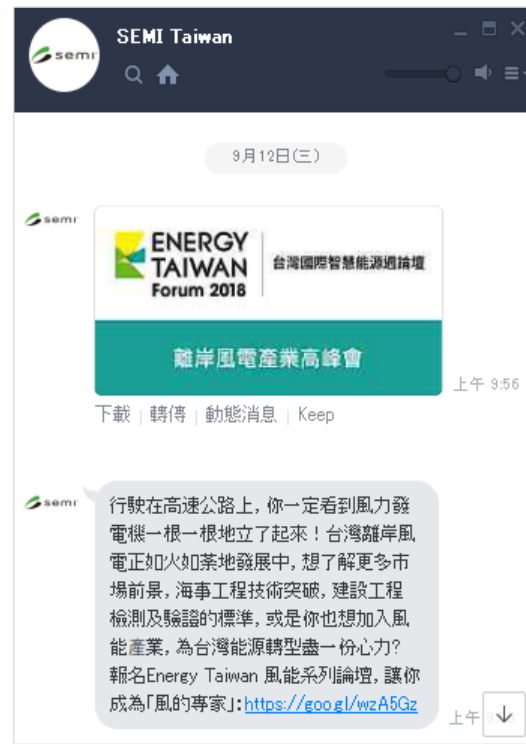 semi
SEMI Taiwan
9月12日(三)
semi
ENERGY
TAIWAN
Forum 2018
台灣國際智慧能源週論壇
離岸風電產業高峰會
上午 9:56
下載 | 轉傳 | 動態消息 | Keep
semi
行駛在高速公路上, 你一定看到風力發
電機一根一根地立了起來！台灣離岸風
電正如火如荼地發展中, 想了解更多市
場前景, 海事工程技術突破, 建設工程
檢測及驗證的標準, 或是你也想加入風
能產業, 為台灣能源轉型盡一份心力?
報名Energy Taiwan 風能系列論壇, 讓你
成為「風的專家」: https://goo.gl/wzA5Gz
上午